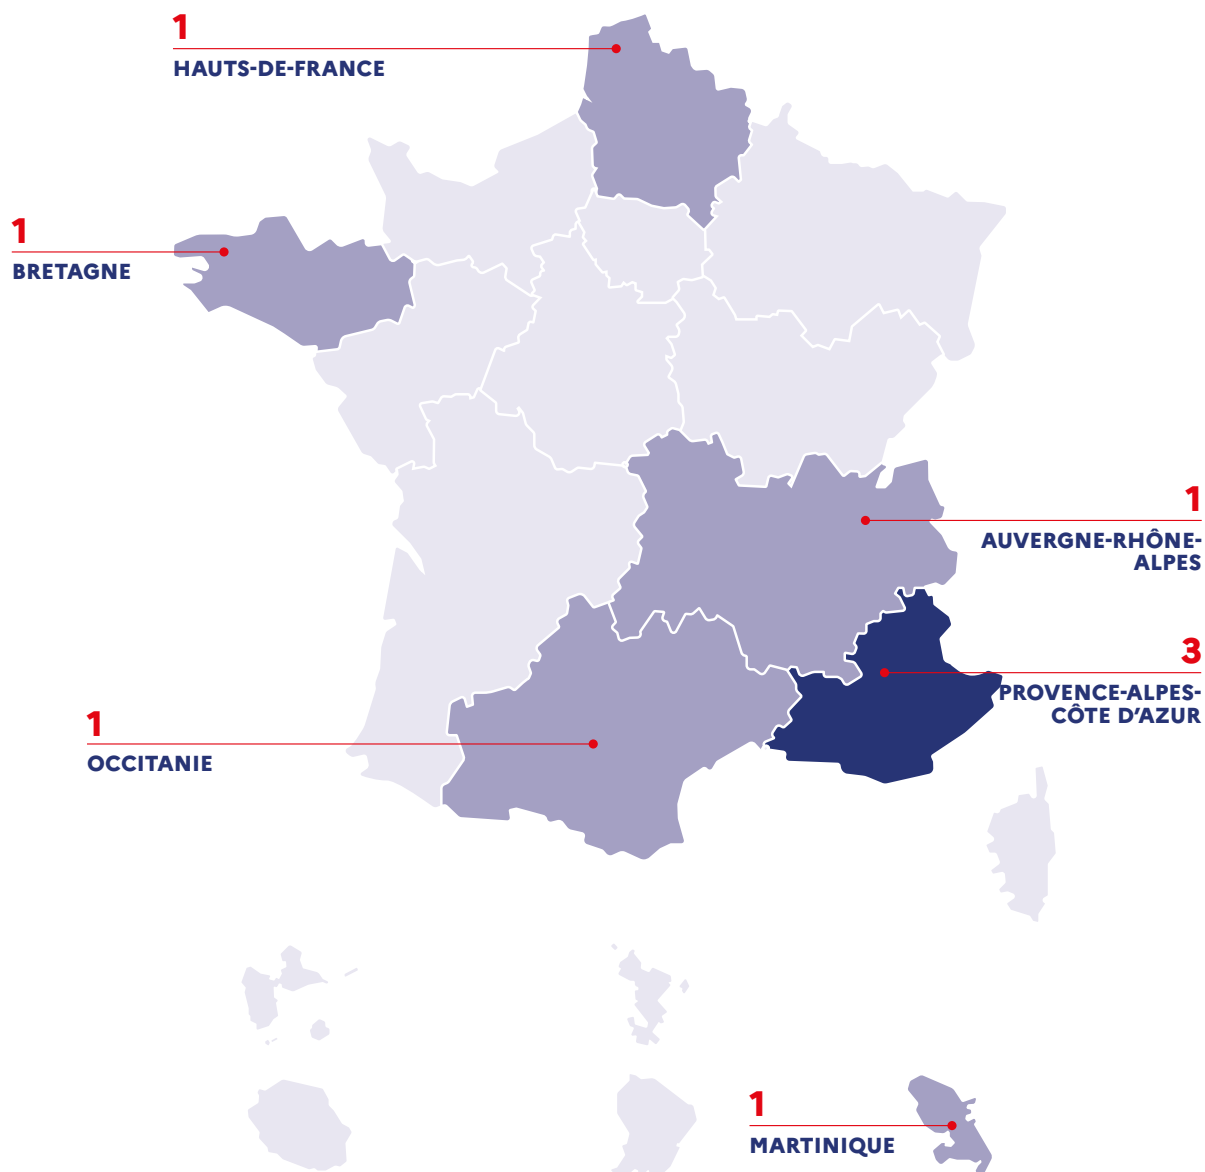 1
HAUTS-DE-FRANCE
1
BRETAGNE
1
AUVERGNE-RHÔNE-
ALPES
3
PROVENCE-ALPES-
CÔTE D’AZUR
1
OCCITANIE
1
MARTINIQUE